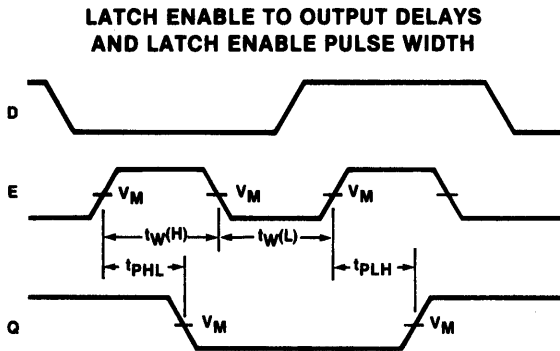 LATCH ENABLE TO OUTPUT DELAYS
AND LATCH ENABLE PULSE WIDTH
D
E
VM VM VM
tW(H) tW(L)
tPHL tPLH
Q
VM VM